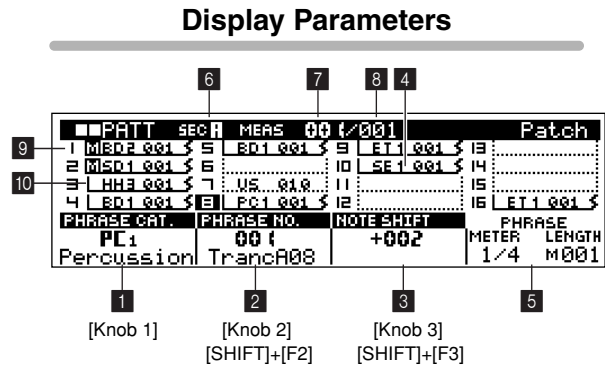 Display Parameters
6 7 8 4
PATT SEC A MEAS 001/001 Patch
9 1 M BD2 001 5 BD1 001 9 ET1 001 13
2 M SD1 001 6 10 SE1 001 14
10 3 HH3 001 7 US 010 11 15
4 BD1 001 8 PC1 001 12 16 ET1 001
PHRASE CAT. PHRASE NO. NOTE SHIFT PHRASE
PC1 001 +002 METER LENGTH
Percussion TrancA08 1/4 M001
1 2 3 5
[Knob 1] [Knob 2] [Knob 3]
[SHIFT]+[F2] [SHIFT]+[F3]